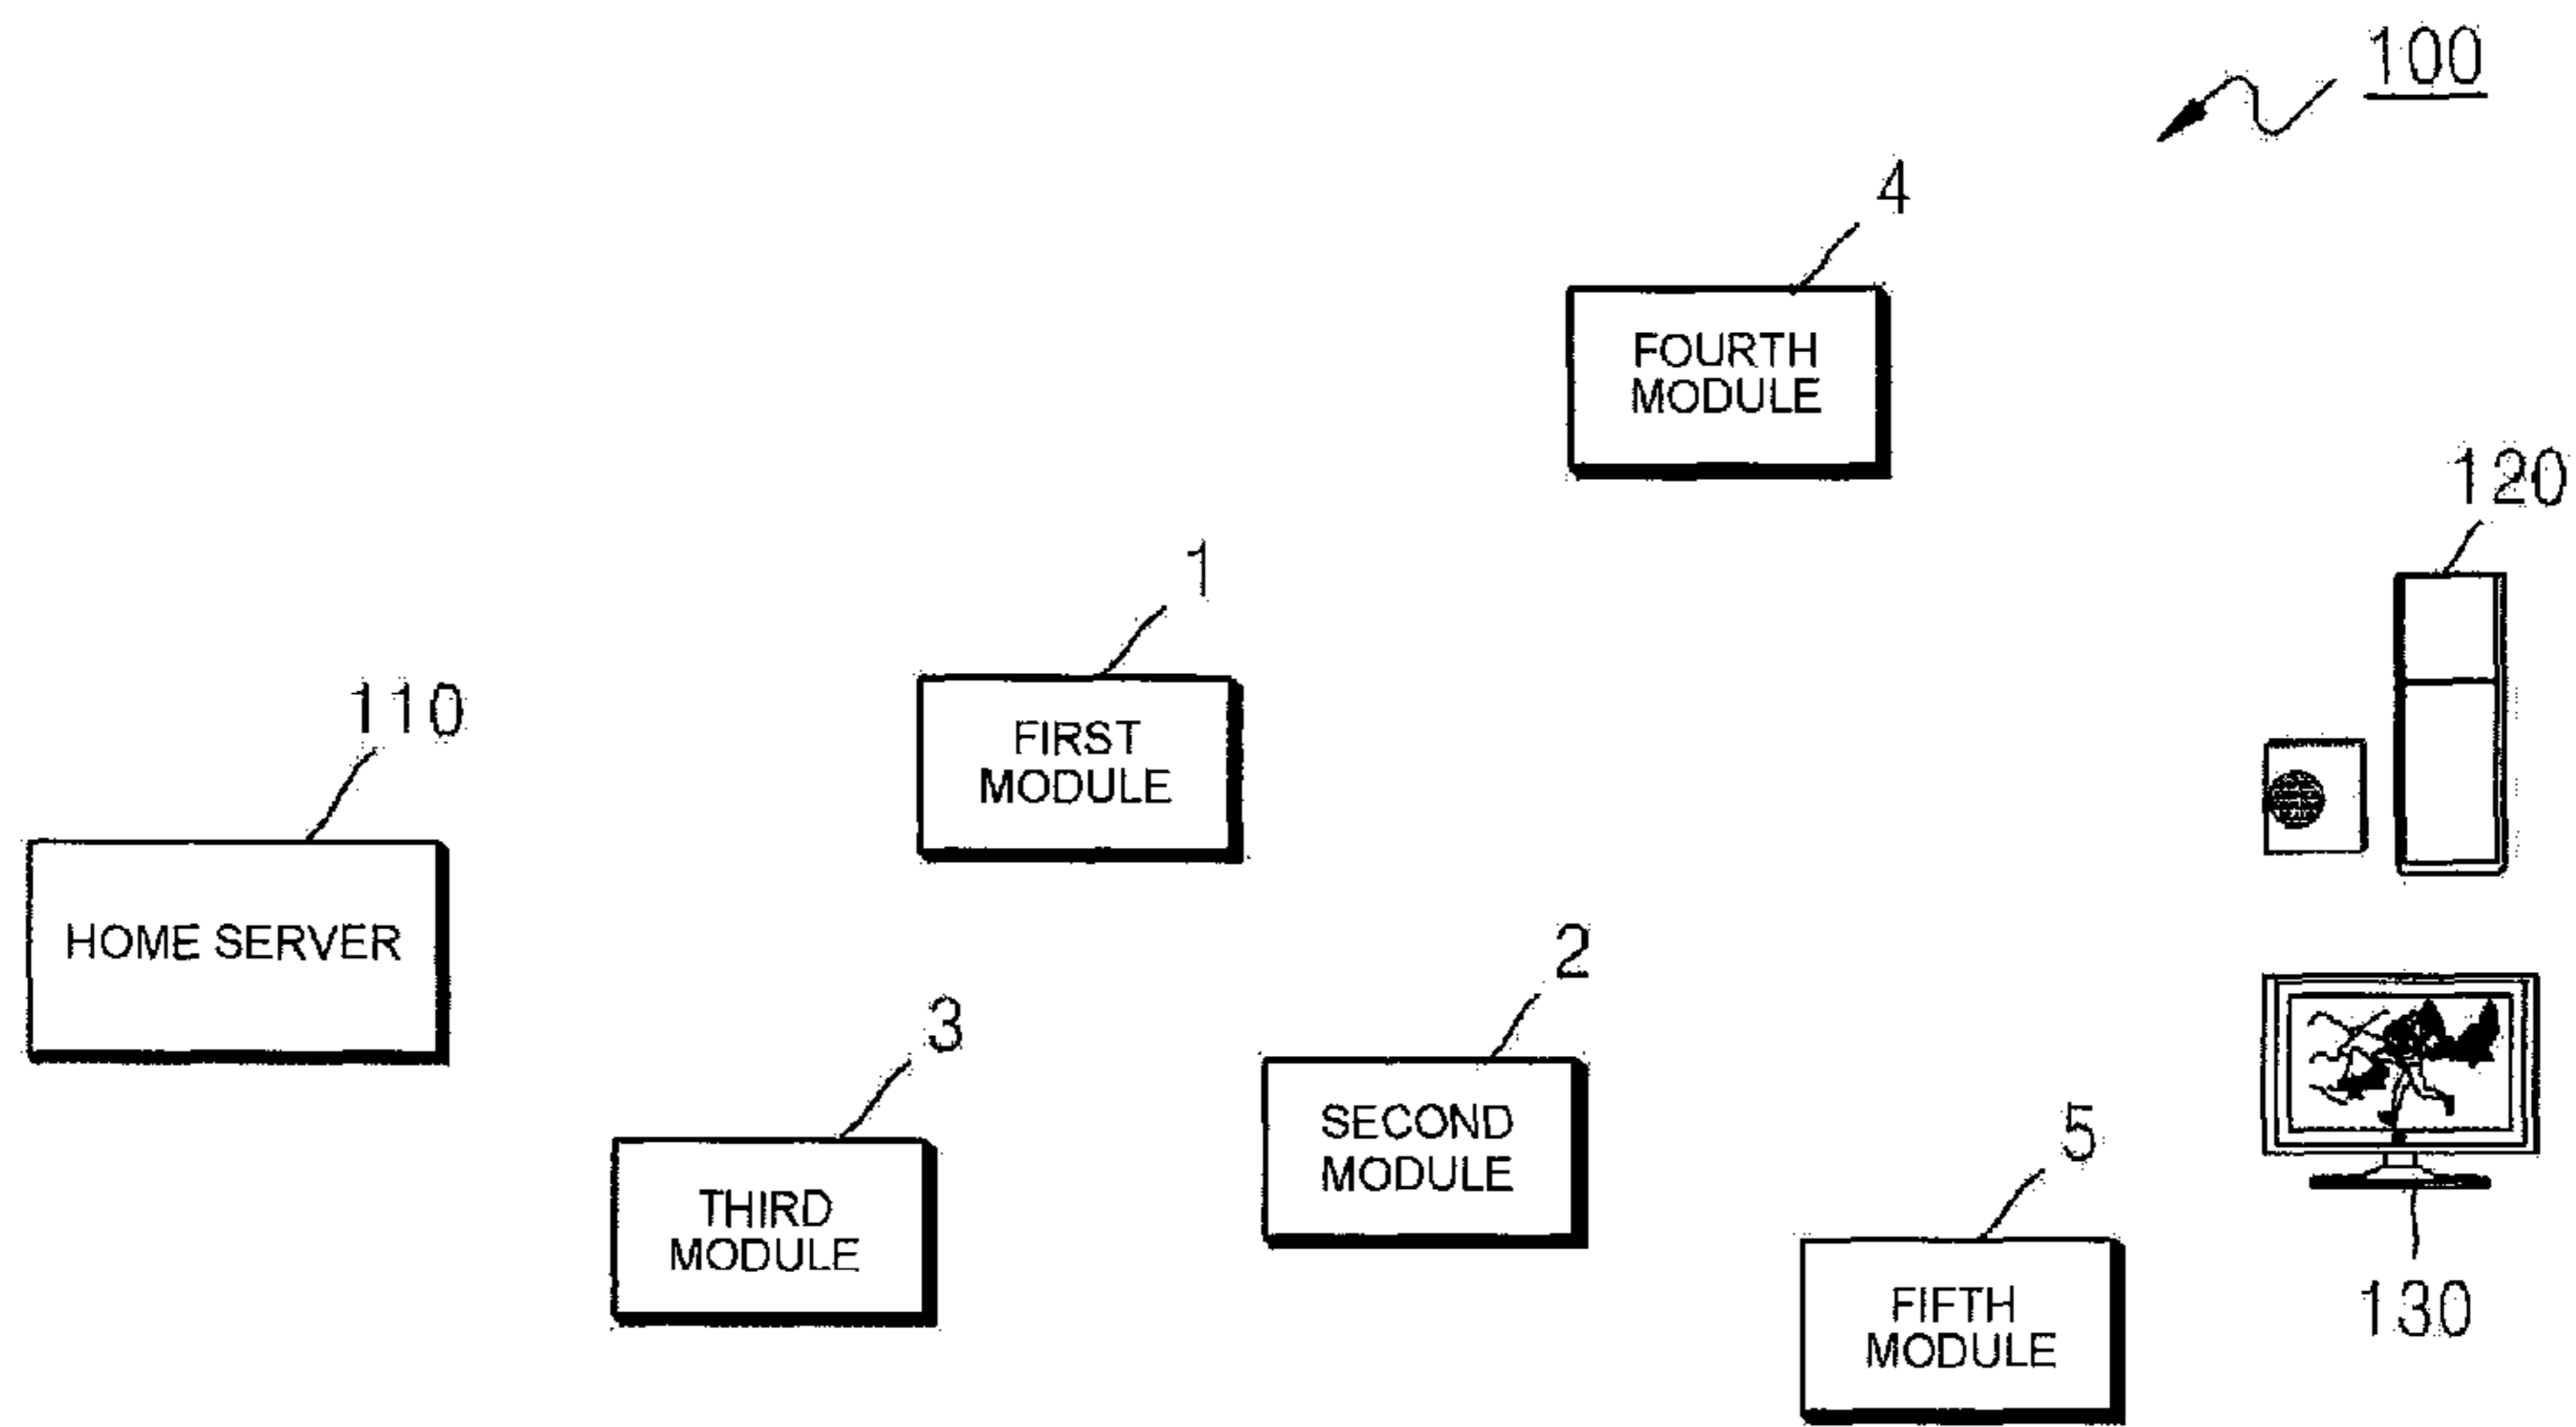 100
4
FOURTH
MODULE
120
1
FIRST
MODULE
110
HOME SERVER
2
3
SECOND
MODULE
5
THIRD
MODULE
FIFTH
MODULE
130